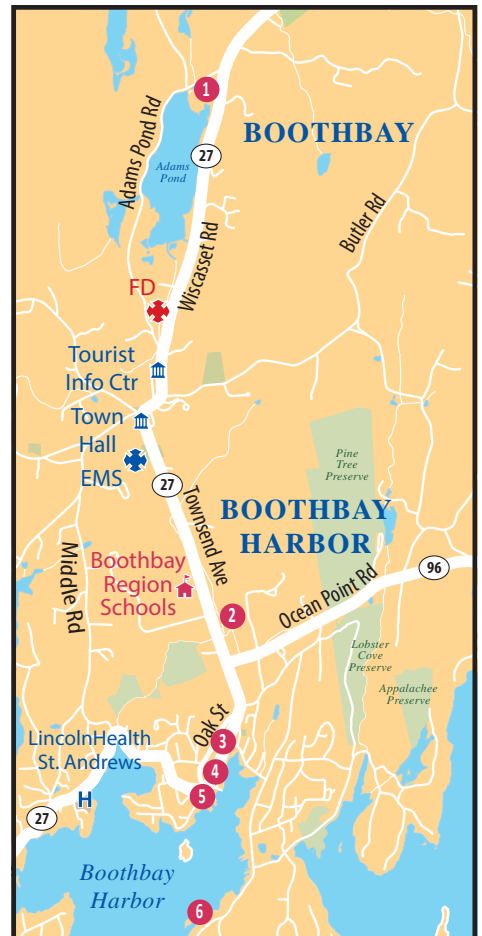 1
Adams Pond Rd
BOOTHBAY
27
Adams
Pond
Butler Rd
Wiscasset Rd
FD
Tourist
Info Ctr
Town
Hall
EMS
27
Townsend Ave
Pine
Tree
Preserve
BOOTHBAY
HARBOR
Middle Rd
Boothbay
Region
Schools
96
Ocean Point Rd
2
Lobster
Cove
Preserve
Appalachee
Preserve
Oak St
LincolnHealth
St. Andrews
3
4
H
5
27
Boothbay
Harbor
6